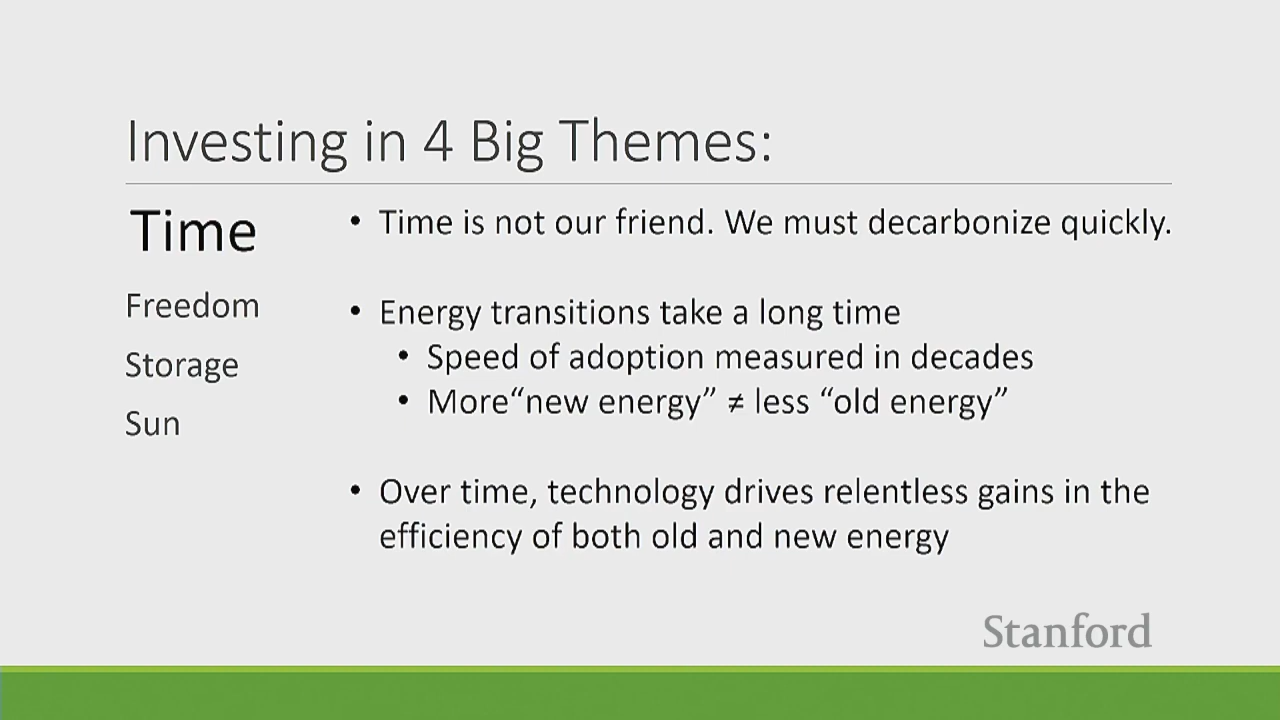 Investing in 4 Big Themes:
Time
Freedom
Storage
Sun
• Time is not our friend. We must decarbonize quickly.
• Energy transitions take a long time
• Speed of adoption measured in decades
• More“new energy” ≠ less “old energy”
• Over time, technology drives relentless gains in the
efficiency of both old and new energy
Stanford